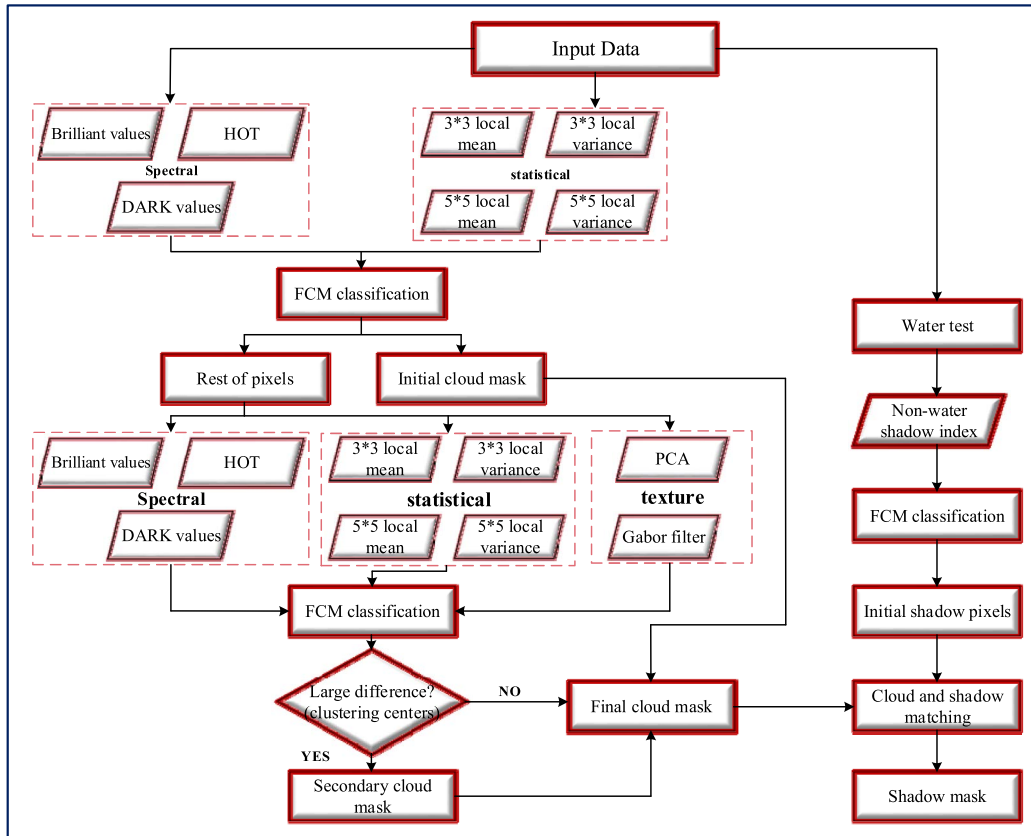 Input Data
Brilliant values
HOT
Spectral
DARK values
3*3 local
mean
3*3 local
variance
statistical
5*5 local
mean
5*5 local
variance
FCM classification
Rest of pixels
Initial cloud mask
Brilliant values
HOT
Spectral
DARK values
3*3 local
mean
3*3 local
variance
statistical
5*5 local
mean
5*5 local
variance
PCA
texture
Gabor filter
FCM classification
Large difference?
(clustering centers)
NO
YES
Secondary cloud
mask
Final cloud mask
Water test
Non-water
shadow index
FCM classification
Initial shadow pixels
Cloud and shadow
matching
Shadow mask